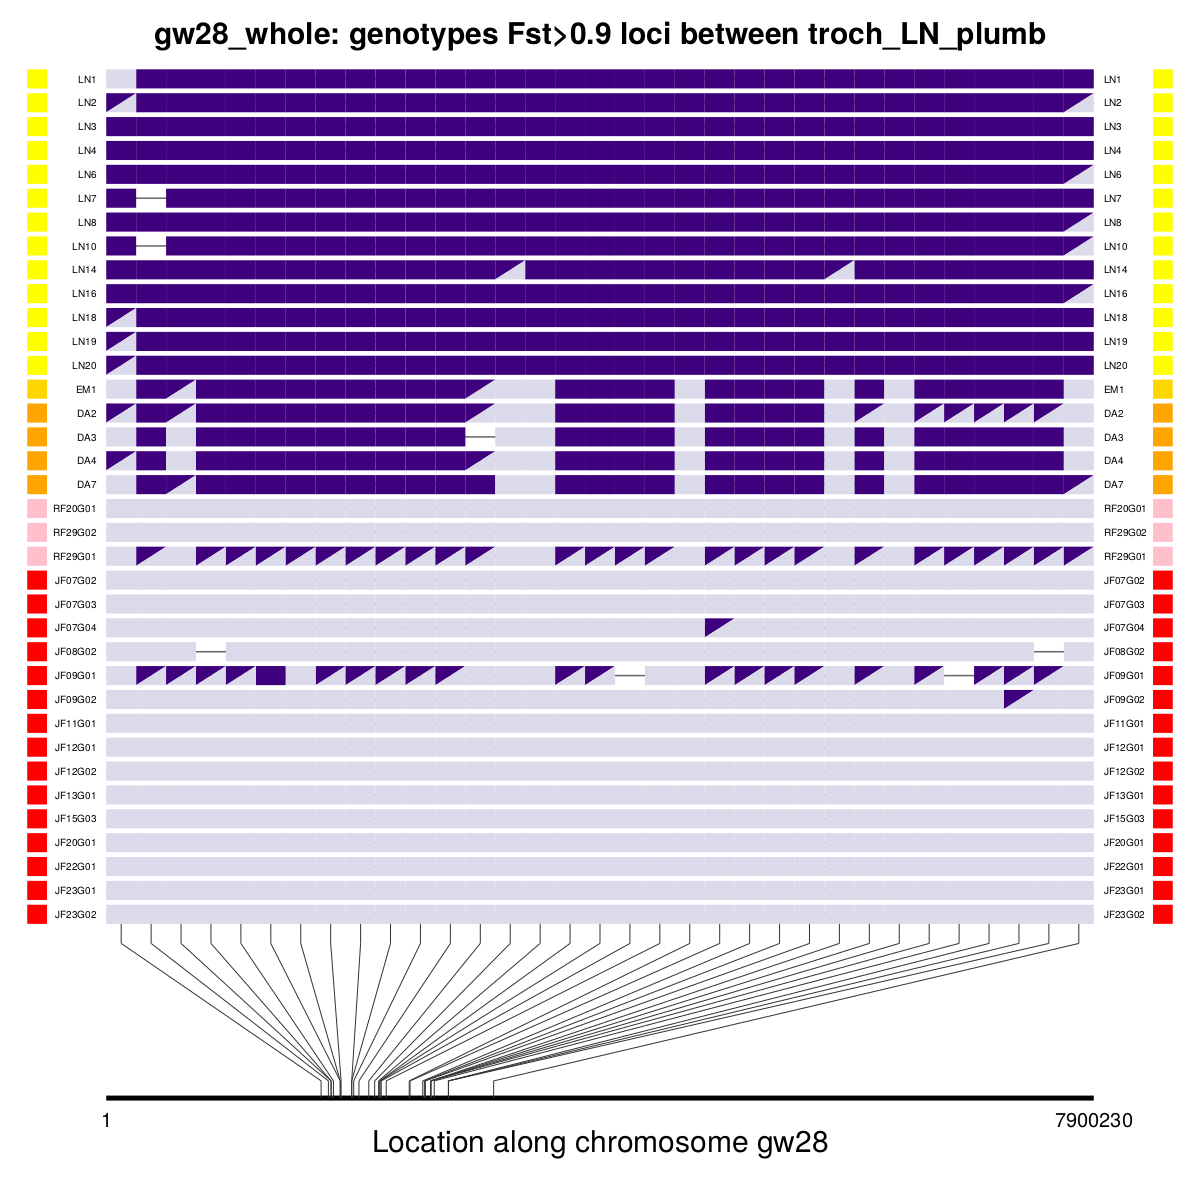 gw28_whole: genotypes Fst>0.9 loci between troch_LN_plumb
LN1 LN1
LN2 LN2
LN3 LN3
LN4 LN4
LN6 LN6
LN7 LN7
LN8 LN8
LN10 LN10
LN14 LN14
LN16 LN16
LN18 LN18
LN19 LN19
LN20 LN20
EM1 EM1
DA2 DA2
DA3 DA3
DA4 DA4
DA7 DA7
RF20G01 RF20G01
RF29G02 RF29G02
RF29G01 RF29G01
JF07G02 JF07G02
JF07G03 JF07G03
JF07G04 JF07G04
JF08G02 JF08G02
JF09G01 JF09G01
JF09G02 JF09G02
JF11G01 JF11G01
JF12G01 JF12G01
JF12G02 JF12G02
JF13G01 JF13G01
JF15G03 JF15G03
JF20G01 JF20G01
JF22G01 JF22G01
JF23G01 JF23G01
JF23G02 JF23G02
1 7900230
Location along chromosome gw28